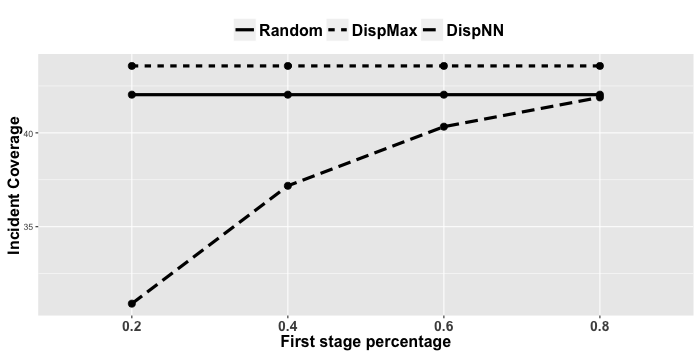 Random DispMax DispNN
Incident Coverage
40
35
0.2 0.4 0.6 0.8
First stage percentage